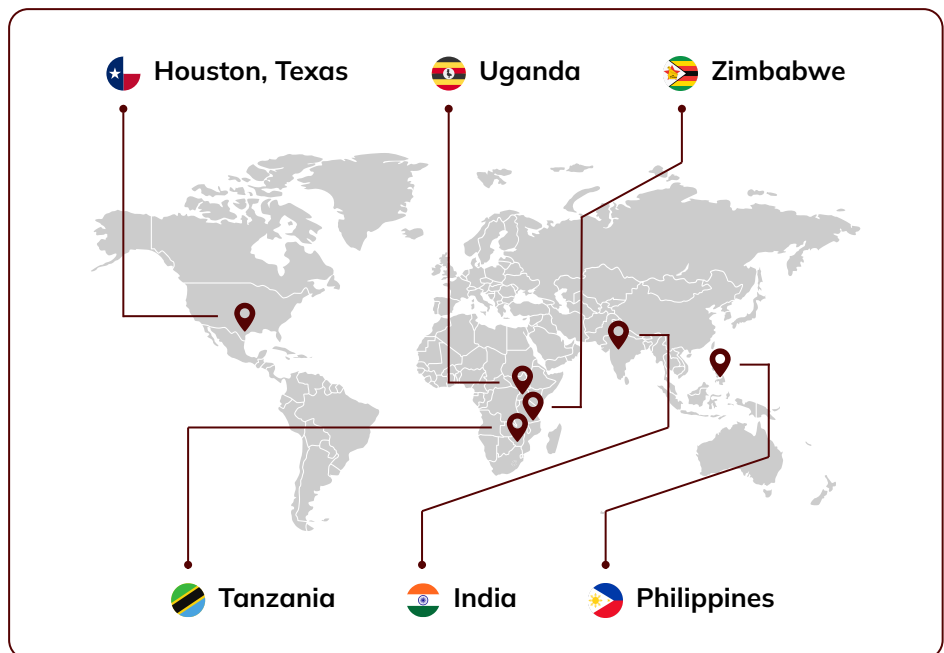 Houston, Texas
Uganda
Zimbabwe
Tanzania
India
Philippines